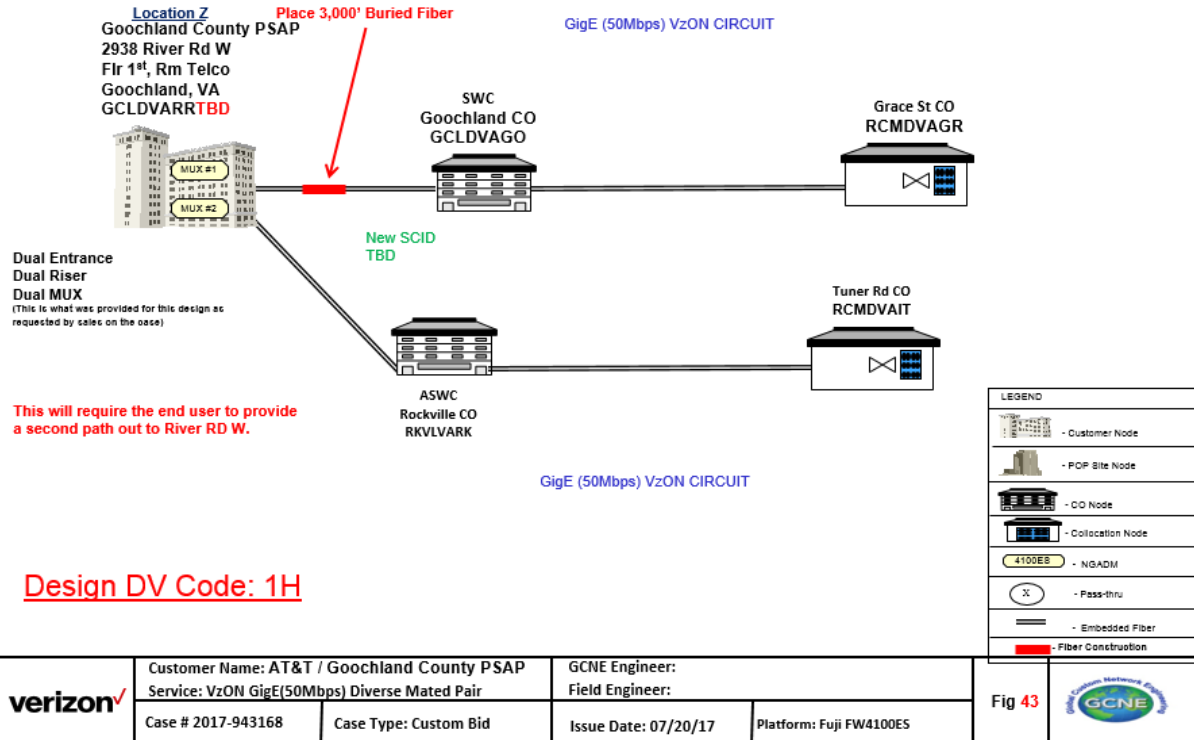 Location Z
Goochland County PSAP
2938 River Rd W
Flr 1st, Rm Telco
Goochland, VA
GCLDVARRTBD
Place 3,000' Buried Fiber
GigE (50Mbps) VzON CIRCUIT
MUX #1
MUX #2
SWC
Goochland CO
GCLDVAGO
Grace St CO
RCMDVAGR
New SCID
TBD
Dual Entrance
Dual Riser
Dual MUX
(This is what was provided for this design as
requested by sales on the case)
Tuner Rd CO
RCMDVAIT
ASWC
Rockville CO
RKVLVARK
This will require the end user to provide
a second path out to River RD W.
GigE (50Mbps) VzON CIRCUIT
Design DV Code: 1H
LEGEND
- Customer Node
- POP Site Node
- CO Node
- Collocation Node
4100ES - NGADM
X - Pass-thru
- Embedded Fiber
- Fiber Construction
verizon
Customer Name: AT&T / Goochland County PSAP
Service: VzON GigE(50Mbps) Diverse Mated Pair
Case # 2017-943168
Case Type: Custom Bid
GCNE Engineer:
Field Engineer:
Issue Date: 07/20/17
Platform: Fuji FW4100ES
Fig 43
Global Custom Network Engineering
GCNE